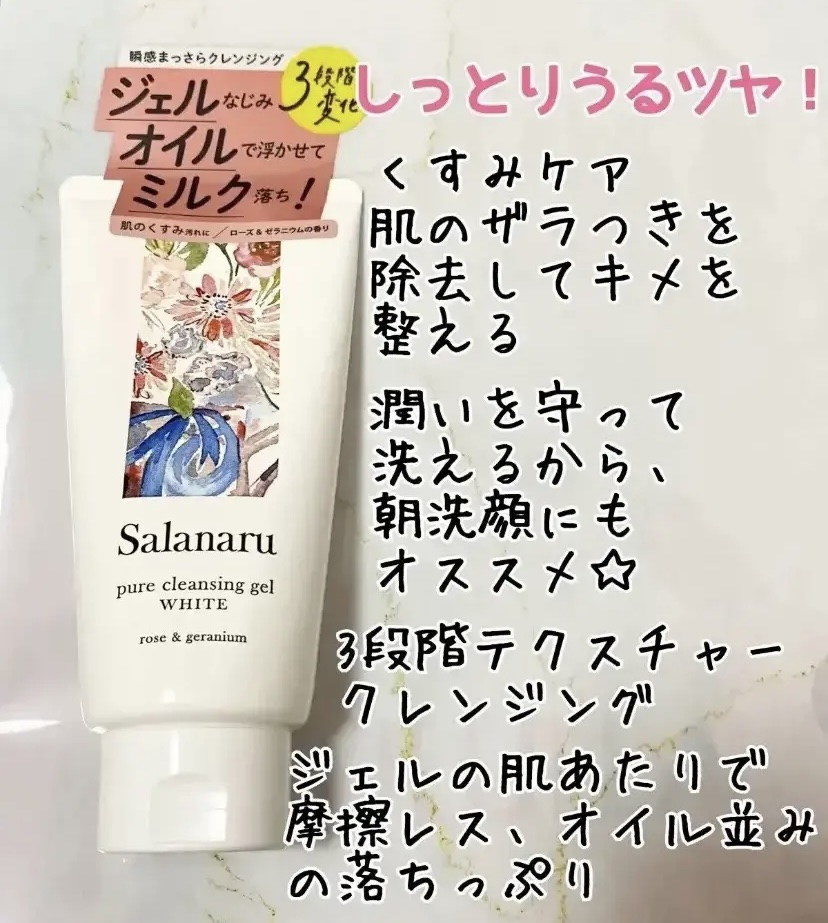 瞬感まっさらクレンジング
ジェルなじみ
オイルで浮かせて
ミルク落ち！
3段階
変化
肌のくすみ汚れに／ローズ＆ゼラニウムの香り
Salanaru
pure cleansing gel
WHITE
rose & geranium
しっとりうるツヤ！
くすみケア
肌のザラつきを
除去してキメを
整える
潤いを守って
洗えるから、
朝洗顔にも
オススメ☆
3段階テクスチャー
クレンジング
ジェルの肌あたりで
摩擦レス、オイル並み
の落ちっぷり